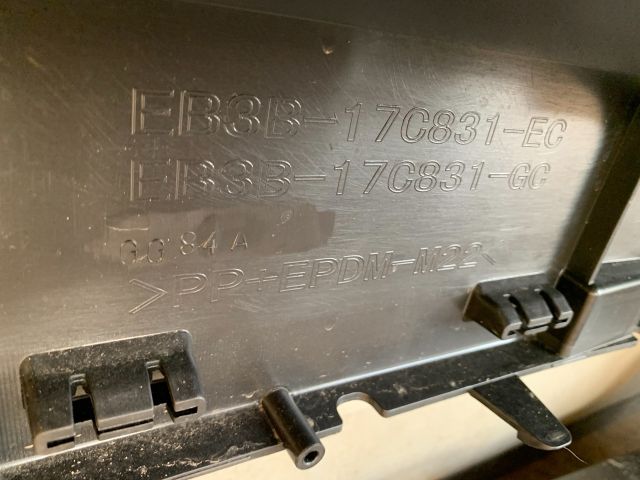 EB3B-17C831-EC
EB3B-17C831-GC
GG 84 A
>PP+EPDM-M22<